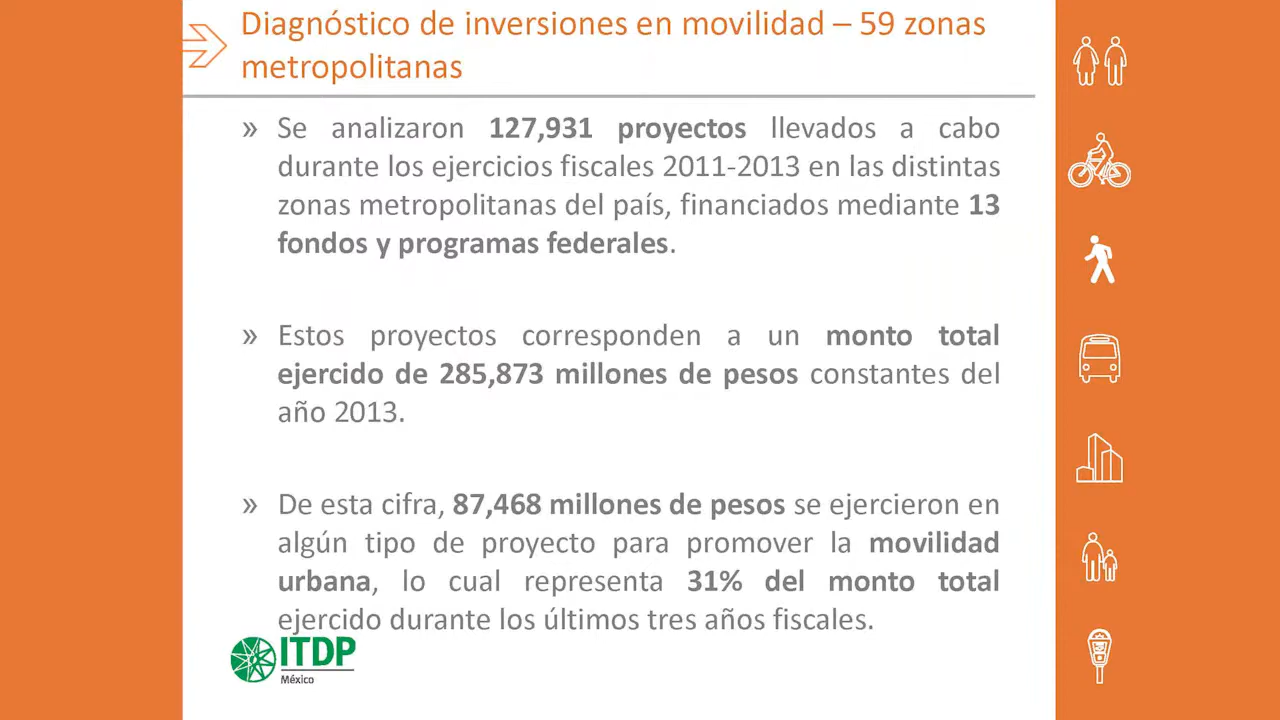 Diagnóstico de inversiones en movilidad – 59 zonas
metropolitanas
» Se analizaron 127,931 proyectos llevados a cabo
durante los ejercicios fiscales 2011-2013 en las distintas
zonas metropolitanas del país, financiados mediante 13
fondos y programas federales.
» Estos proyectos corresponden a un monto total
ejercido de 285,873 millones de pesos constantes del
año 2013.
» De esta cifra, 87,468 millones de pesos se ejercieron en
algún tipo de proyecto para promover la movilidad
urbana, lo cual representa 31% del monto total
ejercido durante los últimos tres años fiscales.
ITDP
México